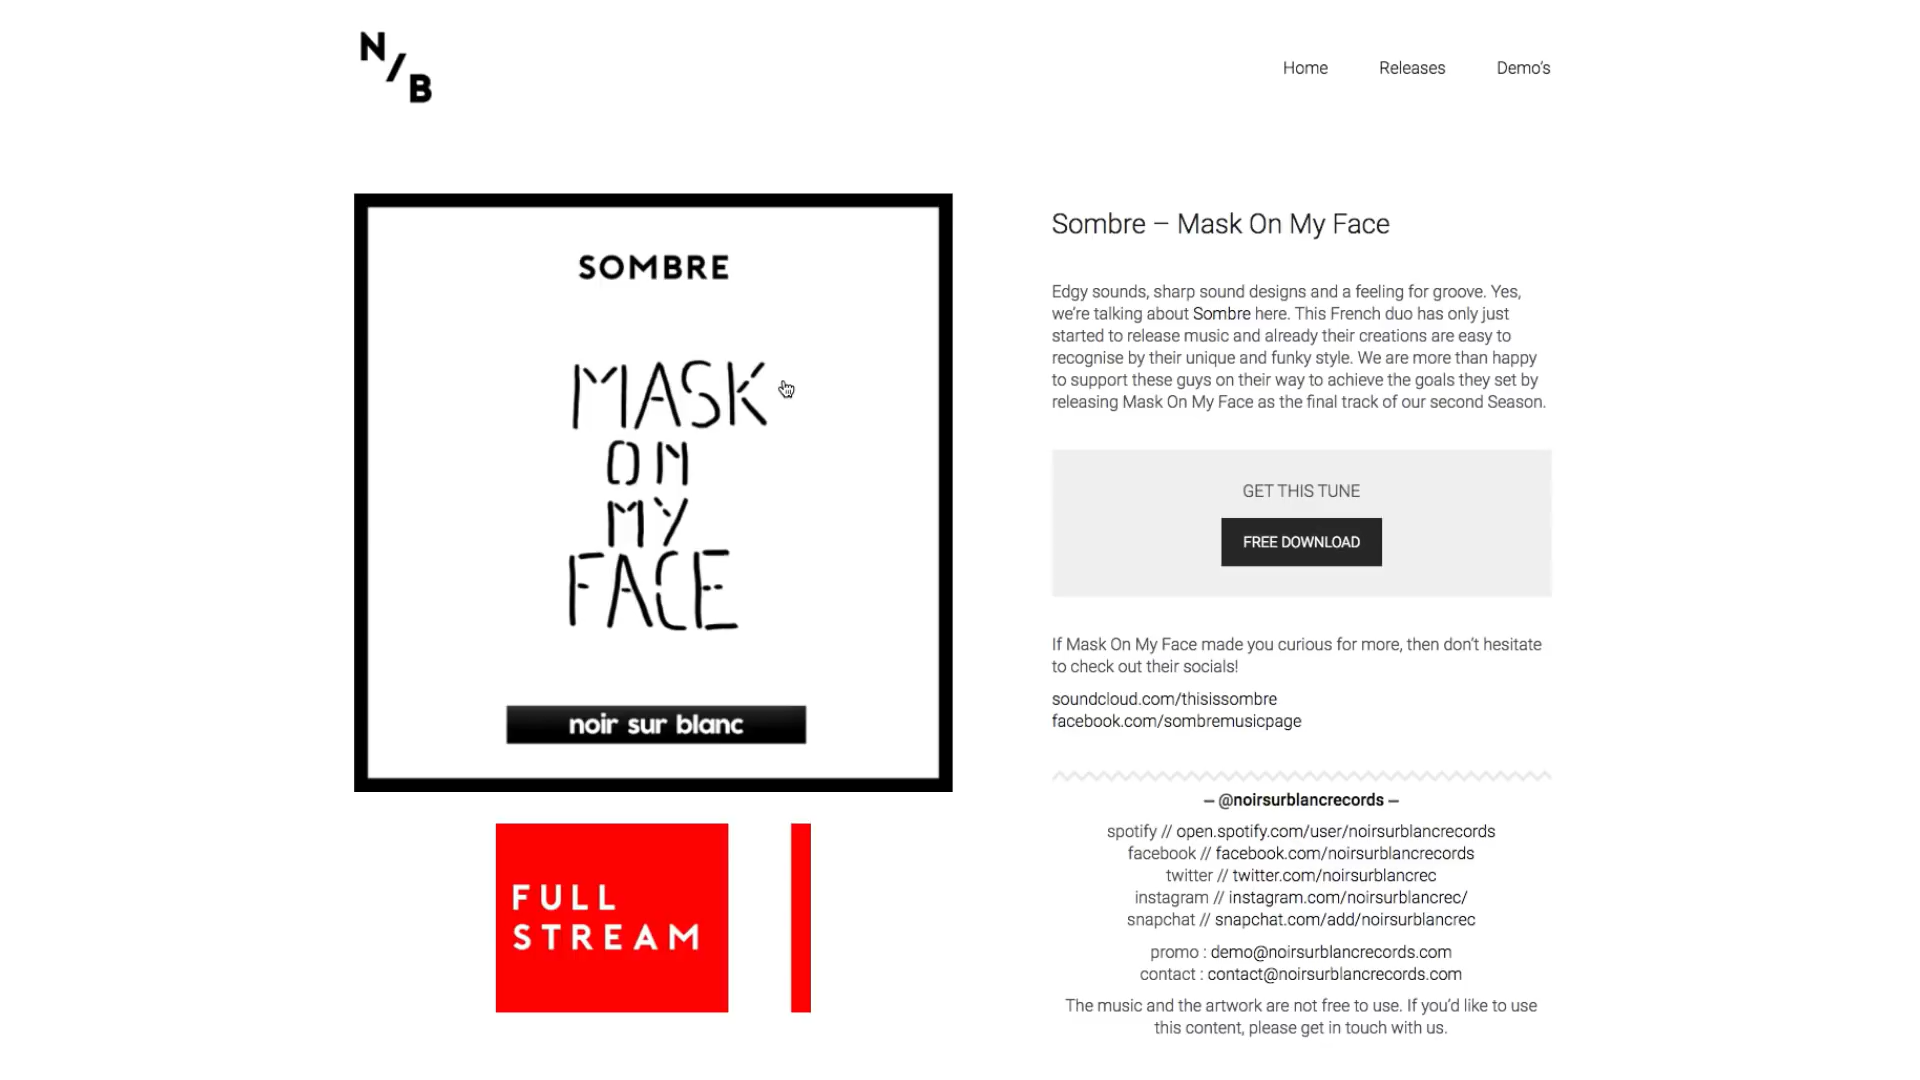 N/B
Home Releases Demo's
SOMBRE
MASK
ON
MY
FACE
noir sur blanc
FULL
STREAM
Sombre – Mask On My Face
Edgy sounds, sharp sound designs and a feeling for groove. Yes,
we're talking about Sombre here. This French duo has only just
started to release music and already their creations are easy to
recognise by their unique and funky style. We are more than happy
to support these guys on their way to achieve the goals they set by
releasing Mask On My Face as the final track of our second Season.
GET THIS TUNE
FREE DOWNLOAD
If Mask On My Face made you curious for more, then don't hesitate
to check out their socials!
soundcloud.com/thisissombre
facebook.com/sombremusicpage
– @noirsurblancrecords –
spotify // open.spotify.com/user/noirsurblancrecords
facebook // facebook.com/noirsurblancrecords
twitter // twitter.com/noirsurblancrec
instagram // instagram.com/noirsurblancrec/
snapchat // snapchat.com/add/noirsurblancrec
promo : demo@noirsurblancrecords.com
contact : contact@noirsurblancrecords.com
The music and the artwork are not free to use. If you'd like to use
this content, please get in touch with us.